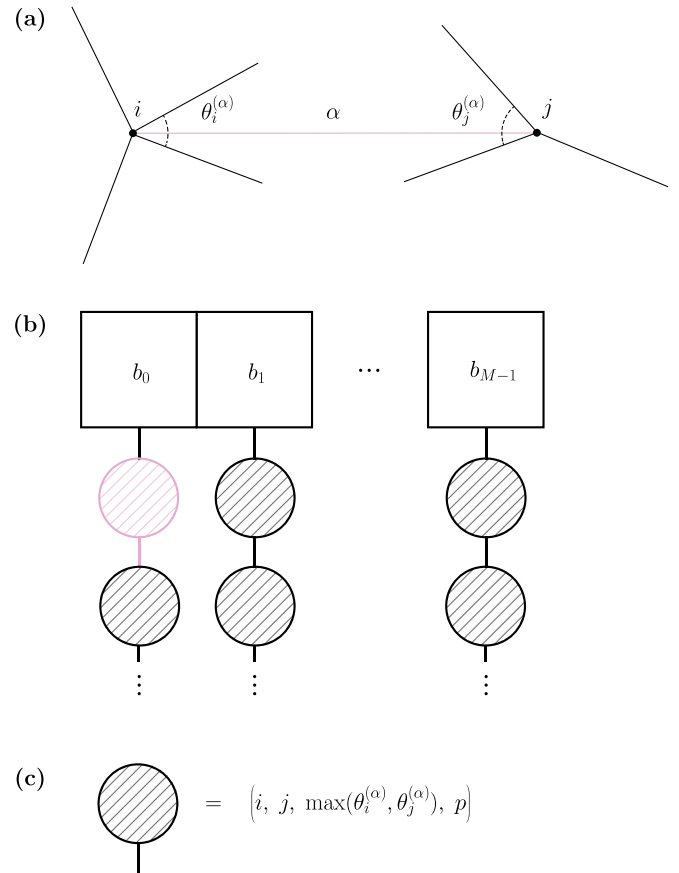 (a)
i θ_i^{(α)} α θ_j^{(α)} j
(b)
b_0 b_1 ... b_{M−1}
⋮ ⋮ ⋮
(c)
= [i, j, max(θ_i^{(α)}, θ_j^{(α)}), p]